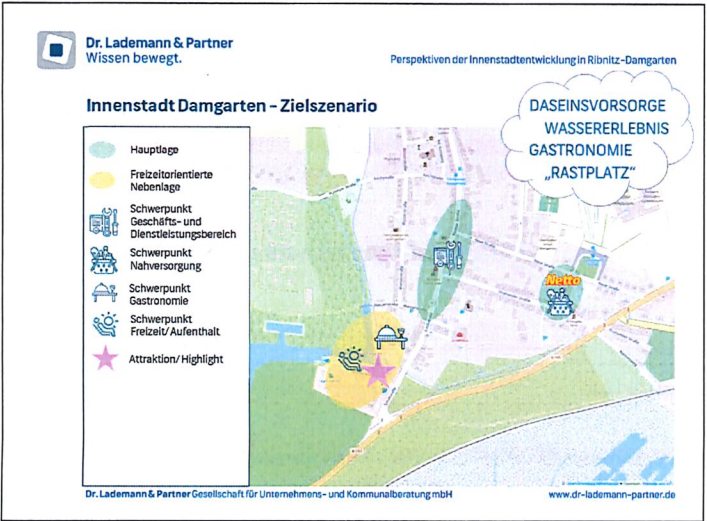 Dr. Lademann & Partner
Wissen bewegt.
Perspektiven der Innenstadtentwicklung in Ribnitz-Damgarten
Innenstadt Damgarten – Zielszenario
DASEINSVORSORGE
WASSERERLEBNIS
GASTRONOMIE
„RASTPLATZ“
Hauptlage
Freizeitorientierte
Nebenlage
Schwerpunkt
Geschäfts- und
Dienstleistungsbereich
Schwerpunkt
Nahversorgung
Schwerpunkt
Gastronomie
Schwerpunkt
Freizeit/Aufenthalt
Attraktion/Highlight
Netto
Dr. Lademann & Partner Gesellschaft für Unternehmens- und Kommunalberatung mbH
www.dr-lademann-partner.de